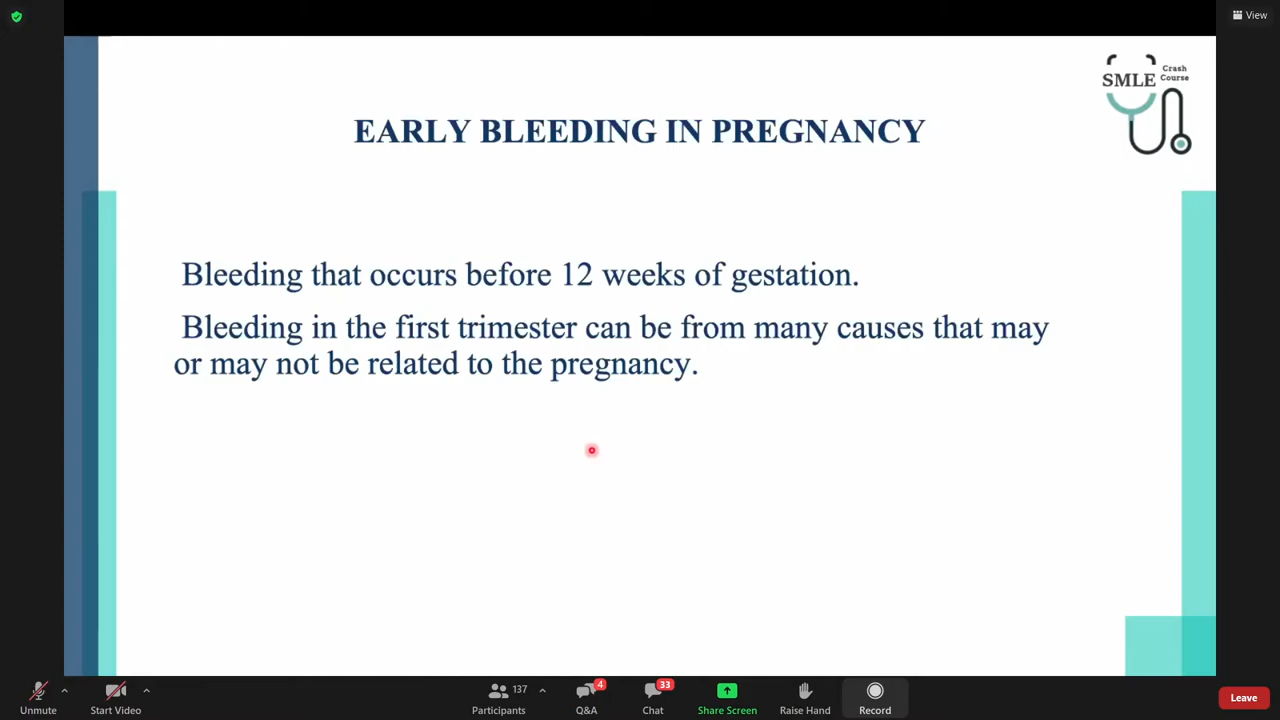 View
SMLE Crash Course
EARLY BLEEDING IN PREGNANCY
Bleeding that occurs before 12 weeks of gestation.
Bleeding in the first trimester can be from many causes that may
or may not be related to the pregnancy.
Unmute
Start Video
137
Participants
4
Q&A
33
Chat
Share Screen
Raise Hand
Record
Leave